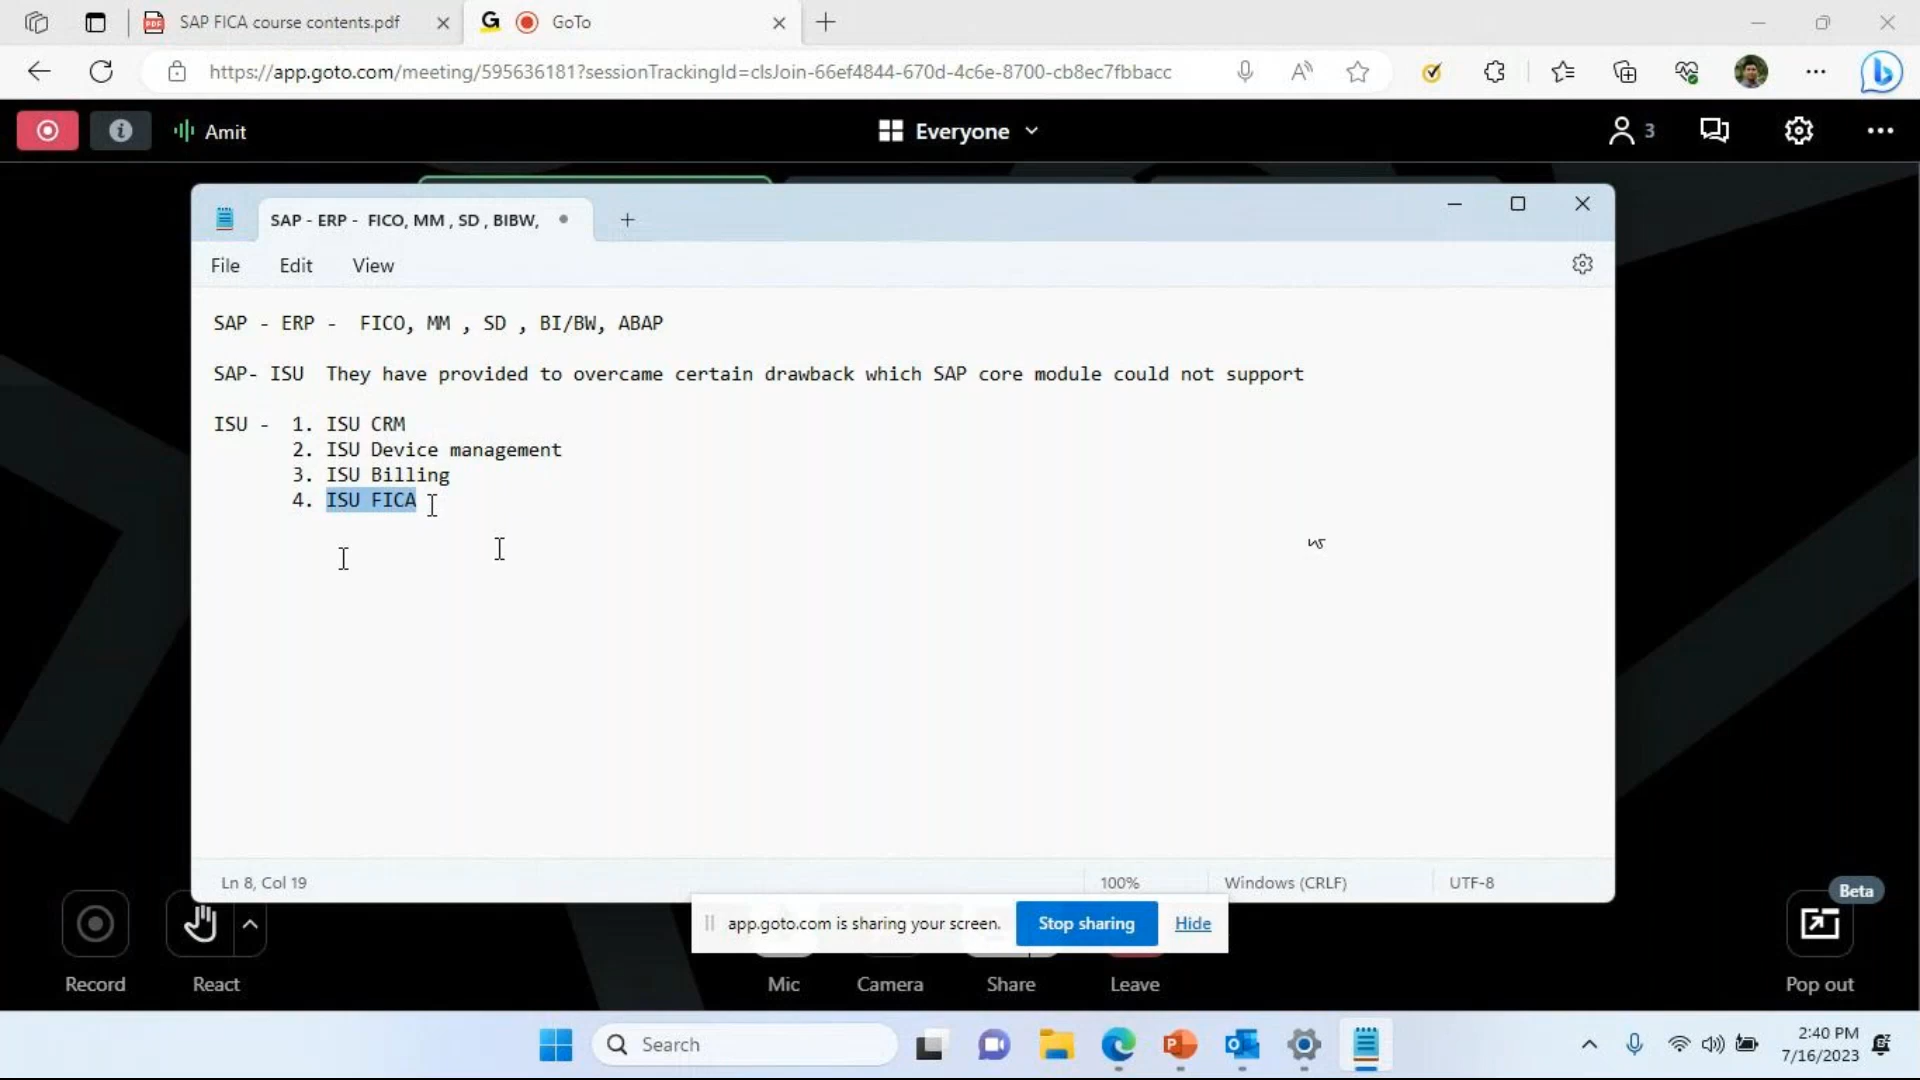 SAP FICA course contents.pdf
GoTo
https://app.goto.com/meeting/595636181?sessionTrackingId=clsJoin-66ef4844-670d-4c6e-8700-cb8ec7fbbacc
Amit
Everyone
3
SAP - ERP - FICO, MM , SD , BIBW,
File Edit View
SAP - ERP - FICO, MM , SD , BI/BW, ABAP
SAP- ISU They have provided to overcame certain drawback which SAP core module could not support
ISU - 1. ISU CRM
2. ISU Device management
3. ISU Billing
4. ISU FICA
Ln 8, Col 19
100%
Windows (CRLF)
UTF-8
Beta
app.goto.com is sharing your screen.
Stop sharing
Hide
Record
React
Mic
Camera
Share
Leave
Pop out
Search
2:40 PM
7/16/2023